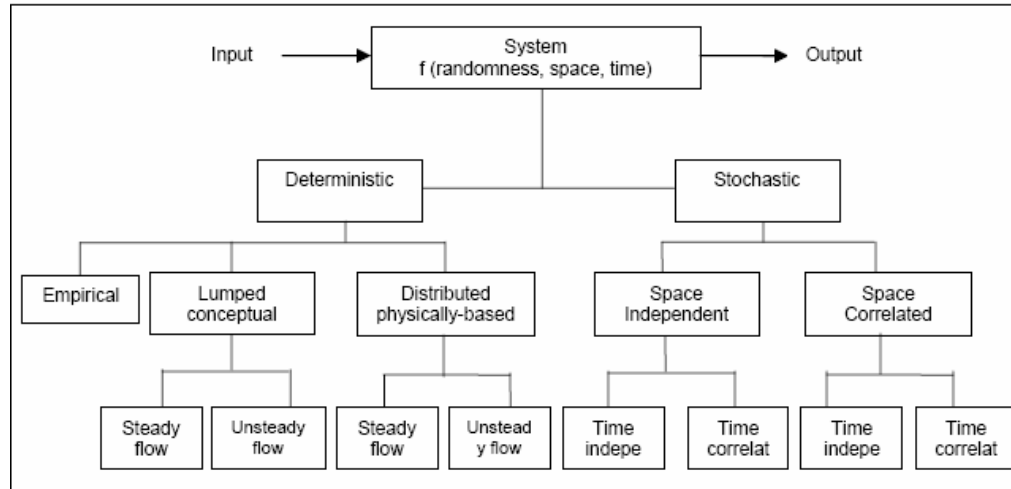 Input
System
f (randomness, space, time)
Output
Deterministic
Stochastic
Empirical
Lumped
conceptual
Distributed
physically-based
Space
Independent
Space
Correlated
Steady
flow
Unsteady
flow
Steady
flow
Unstead
y flow
Time
indepe
Time
correlat
Time
indepe
Time
correlat